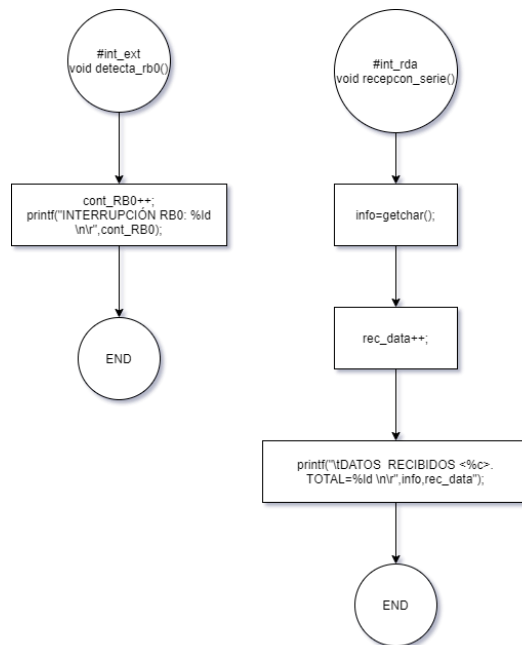 #int_ext
void detecta_rb0()
cont_RB0++;
printf("INTERRUPCIÓN RB0: %ld
\n\r",cont_RB0);
END
#int_rda
void recepcon_serie()
info=getchar();
rec_data++;
printf("\tDATOS RECIBIDOS <%c>.
TOTAL=%ld \n\r",info,rec_data");
END